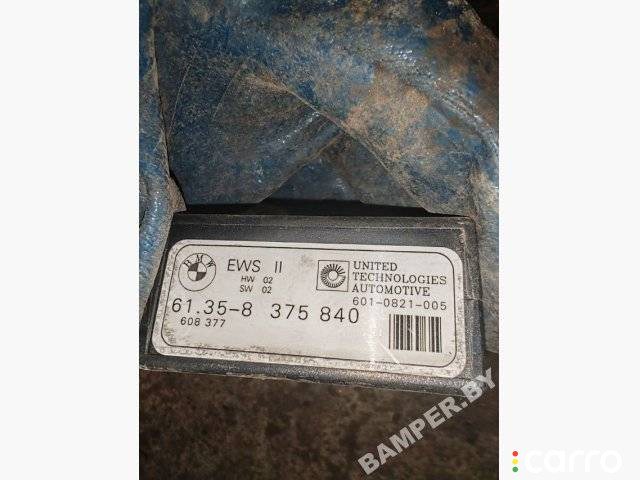 BMW
EWS II
HW 02
SW 02
UNITED
TECHNOLOGIES
AUTOMOTIVE
601-0821-005
61.35-8 375 840
608 377
BAMPER.BY
carro